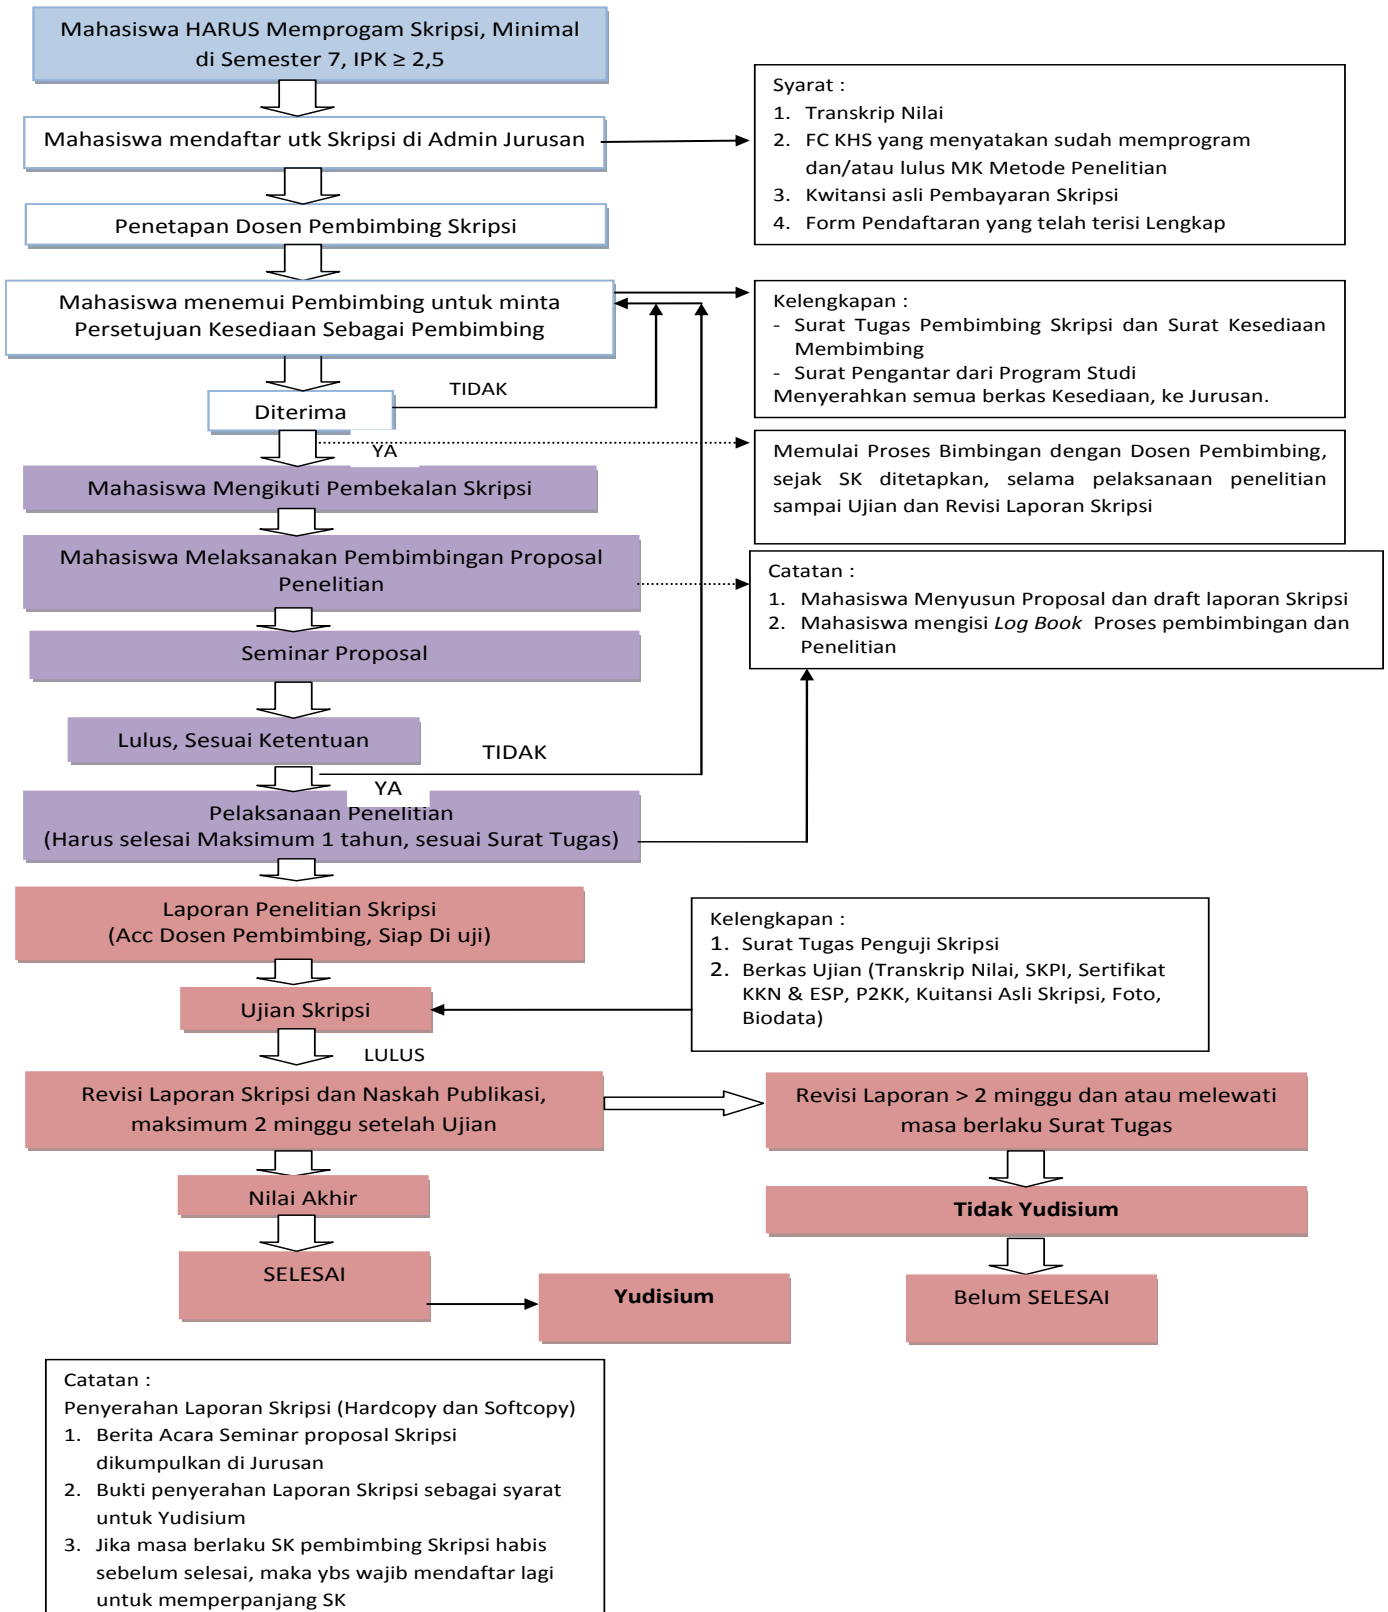 Mahasiswa HARUS Memprogam Skripsi, Minimal
di Semester 7, IPK ≥ 2,5
Mahasiswa mendaftar utk Skripsi di Admin Jurusan
Syarat :
1. Transkrip Nilai
2. FC KHS yang menyatakan sudah memprogram
dan/atau lulus MK Metode Penelitian
3. Kwitansi asli Pembayaran Skripsi
4. Form Pendaftaran yang telah terisi Lengkap
Penetapan Dosen Pembimbing Skripsi
Mahasiswa menemui Pembimbing untuk minta
Persetujuan Kesediaan Sebagai Pembimbing
Kelengkapan :
- Surat Tugas Pembimbing Skripsi dan Surat Kesediaan
Membimbing
- Surat Pengantar dari Program Studi
Menyerahkan semua berkas Kesediaan, ke Jurusan.
TIDAK
Diterima
YA
Memulai Proses Bimbingan dengan Dosen Pembimbing,
sejak SK ditetapkan, selama pelaksanaan penelitian
sampai Ujian dan Revisi Laporan Skripsi
Mahasiswa Mengikuti Pembekalan Skripsi
Mahasiswa Melaksanakan Pembimbingan Proposal
Penelitian
Catatan :
1. Mahasiswa Menyusun Proposal dan draft laporan Skripsi
2. Mahasiswa mengisi Log Book Proses pembimbingan dan
Penelitian
Seminar Proposal
Lulus, Sesuai Ketentuan
TIDAK
YA
Pelaksanaan Penelitian
(Harus selesai Maksimum 1 tahun, sesuai Surat Tugas)
Laporan Penelitian Skripsi
(Acc Dosen Pembimbing, Siap Di uji)
Kelengkapan :
1. Surat Tugas Penguji Skripsi
2. Berkas Ujian (Transkrip Nilai, SKPI, Sertifikat
KKN & ESP, P2KK, Kuitansi Asli Skripsi, Foto,
Biodata)
Ujian Skripsi
LULUS
Revisi Laporan Skripsi dan Naskah Publikasi,
maksimum 2 minggu setelah Ujian
Revisi Laporan > 2 minggu dan atau melewati
masa berlaku Surat Tugas
Nilai Akhir
Tidak Yudisium
SELESAI
Yudisium
Belum SELESAI
Catatan :
Penyerahan Laporan Skripsi (Hardcopy dan Softcopy)
1. Berita Acara Seminar proposal Skripsi
dikumpulkan di Jurusan
2. Bukti penyerahan Laporan Skripsi sebagai syarat
untuk Yudisium
3. Jika masa berlaku SK pembimbing Skripsi habis
sebelum selesai, maka ybs wajib mendaftar lagi
untuk memperpanjang SK